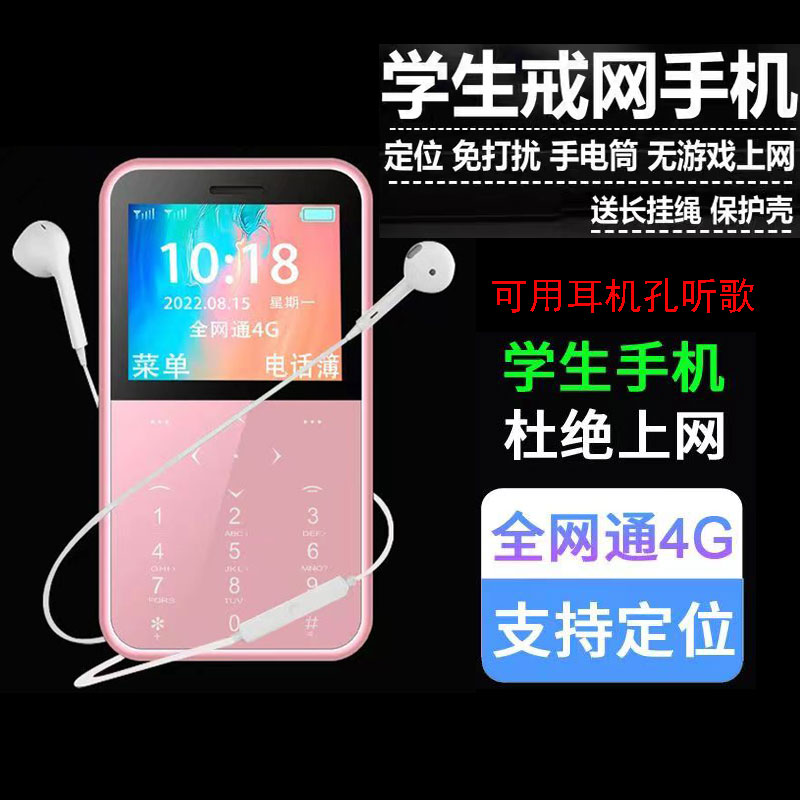 学生戒网手机
定位 免打扰 手电筒 无游戏上网
送长挂绳 保护壳
可用耳机孔听歌
学生手机
杜绝上网
全网通4G
支持定位
10:18
2022.08.15 星期一
全网通4G
菜单 电话簿
1 2 3
ABC DEF
4 5 6
GHI JKL MNO
7 8 9
PQRS TUV
* 0 #
+